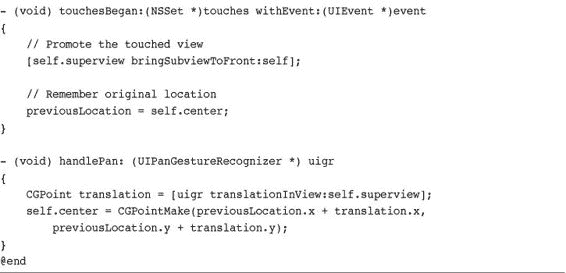 - (void) touchesBegan:(NSSet *)touches withEvent:(UIEvent *)event
{
    // Promote the touched view
    [self.superview bringSubviewToFront:self];

    // Remember original location
    previousLocation = self.center;
}

- (void) handlePan: (UIPanGestureRecognizer *) uigr
{
    CGPoint translation = [uigr translationInView:self.superview];
    self.center = CGPointMake(previousLocation.x + translation.x,
        previousLocation.y + translation.y);
}
@end